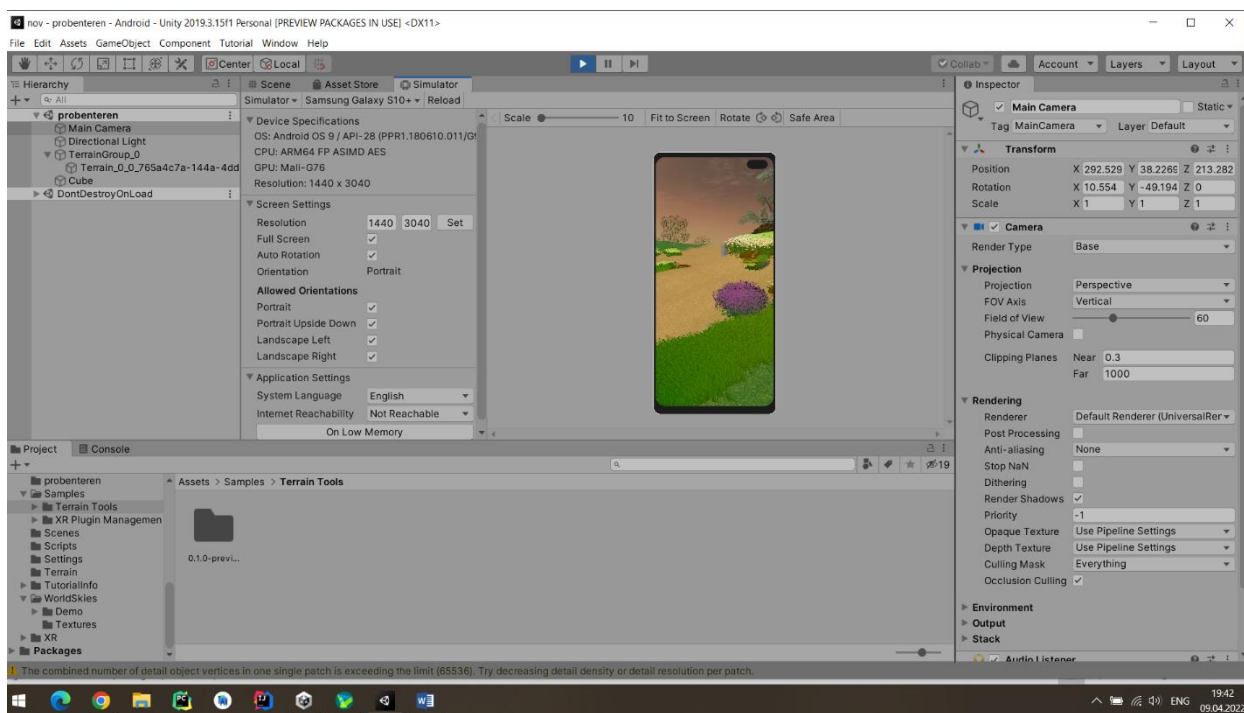 nov - probenteren - Android - Unity 2019.3.15f1 Personal [PREVIEW PACKAGES IN USE] <DX11>
File Edit Assets GameObject Component Tutorial Window Help
Center Local
Collab Account Layers Layout
Hierarchy
All
probenteren
Main Camera
Directional Light
TerrainGroup_0
Terrain_0_0_765a4c7a-144a-4dd
Cube
DontDestroyOnLoad
Scene Asset Store Simulator
Simulator Samsung Galaxy S10+ Reload
Scale 10 Fit to Screen Rotate Safe Area
Device Specifications
OS: Android OS 9 / API-28 (PPR1.180610.011/G
CPU: ARM64 FP ASIMD AES
GPU: Mali-G76
Resolution: 1440 x 3040
Screen Settings
Resolution 1440 3040 Set
Full Screen
Auto Rotation
Orientation Portrait
Allowed Orientations
Portrait
Portrait Upside Down
Landscape Left
Landscape Right
Application Settings
System Language English
Internet Reachability Not Reachable
On Low Memory
Inspector
Main Camera Static
Tag MainCamera Layer Default
Transform
Position X 292.529 Y 38.2269 Z 213.282
Rotation X 10.554 Y -49.194 Z 0
Scale X 1 Y 1 Z 1
Camera
Render Type Base
Projection
Projection Perspective
FOV Axis Vertical
Field of View 60
Physical Camera
Clipping Planes Near 0.3
Far 1000
Rendering
Renderer Default Renderer (UniversalRer
Post Processing
Anti-aliasing None
Stop NaN
Dithering
Render Shadows
Priority -1
Opaque Texture Use Pipeline Settings
Depth Texture Use Pipeline Settings
Culling Mask Everything
Occlusion Culling
Environment
Output
Stack
Audio Listener
Project Console
19
probenteren
Samples
Terrain Tools
XR Plugin Managemen
Scenes
Scripts
Settings
Terrain
TutorialInfo
WorldSkies
Demo
Textures
XR
Packages
Assets > Samples > Terrain Tools
0.1.0-previ...
The combined number of detail object vertices in one single patch is exceeding the limit (65536). Try decreasing detail density or detail resolution per patch.
ENG
19:42
09.04.2022